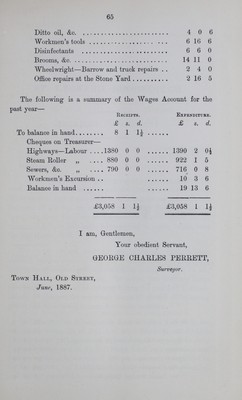 65
Ditto oil, &c. ........................ 4 0 6
Workmen's tools ...................... 6 16 6
Disinfectants ........................ 6 6 0
Brooms, &c. .......................... 14 11 0
Wheelwright—Barrow and truck repairs .. 2 4 0
Office repairs at the Stone Yard .......... 2 16 5
The following is a summary of the Wages Account for the
past year—
Receipts. Expenditure.
£ s. d. £ s. d.
To balance in hand........ 8 1 1½ ......
Cheques on Treasurer—
Highways—Labour ....1380 0 0 ...... 1390 2 0½
Steam Roller „ .... 880 0 0 ...... 922 1 5
Sewers, &c. „ .... 790 0 0 ...... 716 0 8
Workmen's Excursion .. ...... 10 3 6
Balance in hand ...... ...... 19 13 6
£3,058 1 1½ £3,058 1 1½
I am, Gentlemen,
Your obedient Servant,
GEORGE CHARLES PERRETT,
Surveyor.
Town Hall, Old Street,
June, 1887.